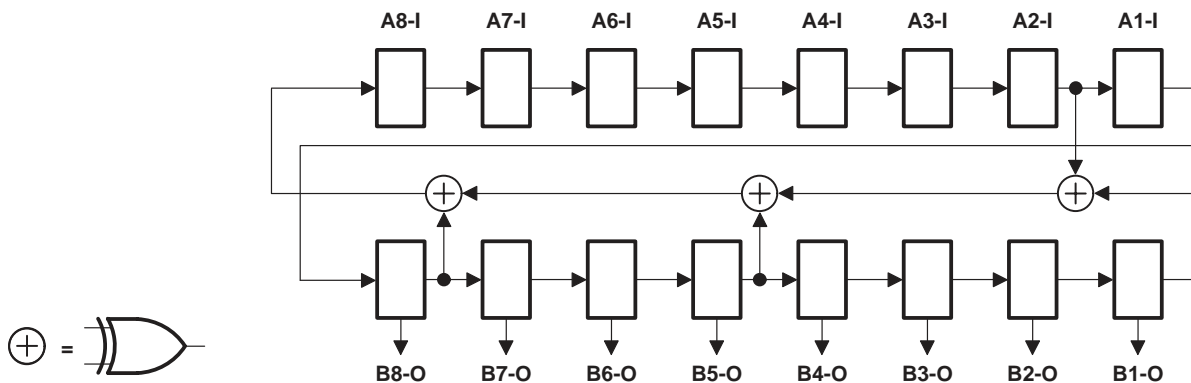 A8-I A7-I A6-I A5-I A4-I A3-I A2-I A1-I
=
B8-O B7-O B6-O B5-O B4-O B3-O B2-O B1-O